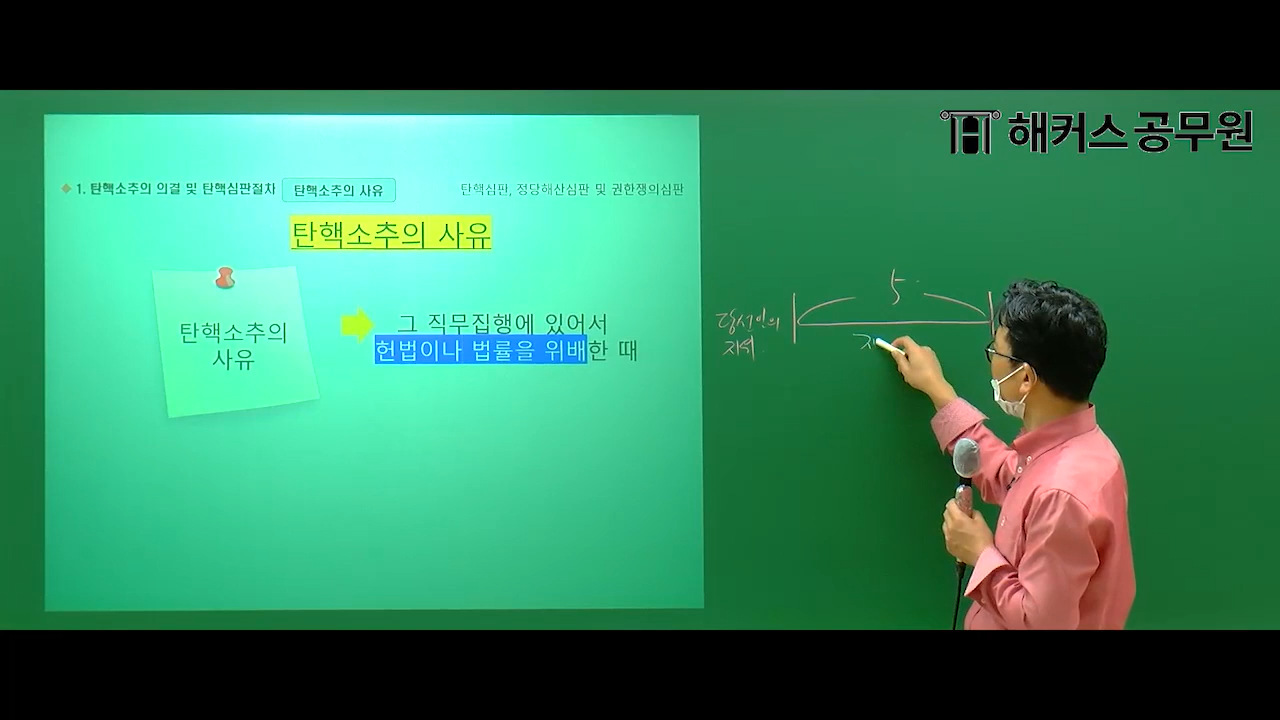 해커스 공무원
1. 탄핵소추의 의결 및 탄핵심판절차 탄핵소추의 사유 탄핵심판, 정당해산심판 및 권한쟁의심판
탄핵소추의 사유
탄핵소추의
사유
그 직무집행에 있어서
헌법이나 법률을 위배한 때
5
당선인의
지위